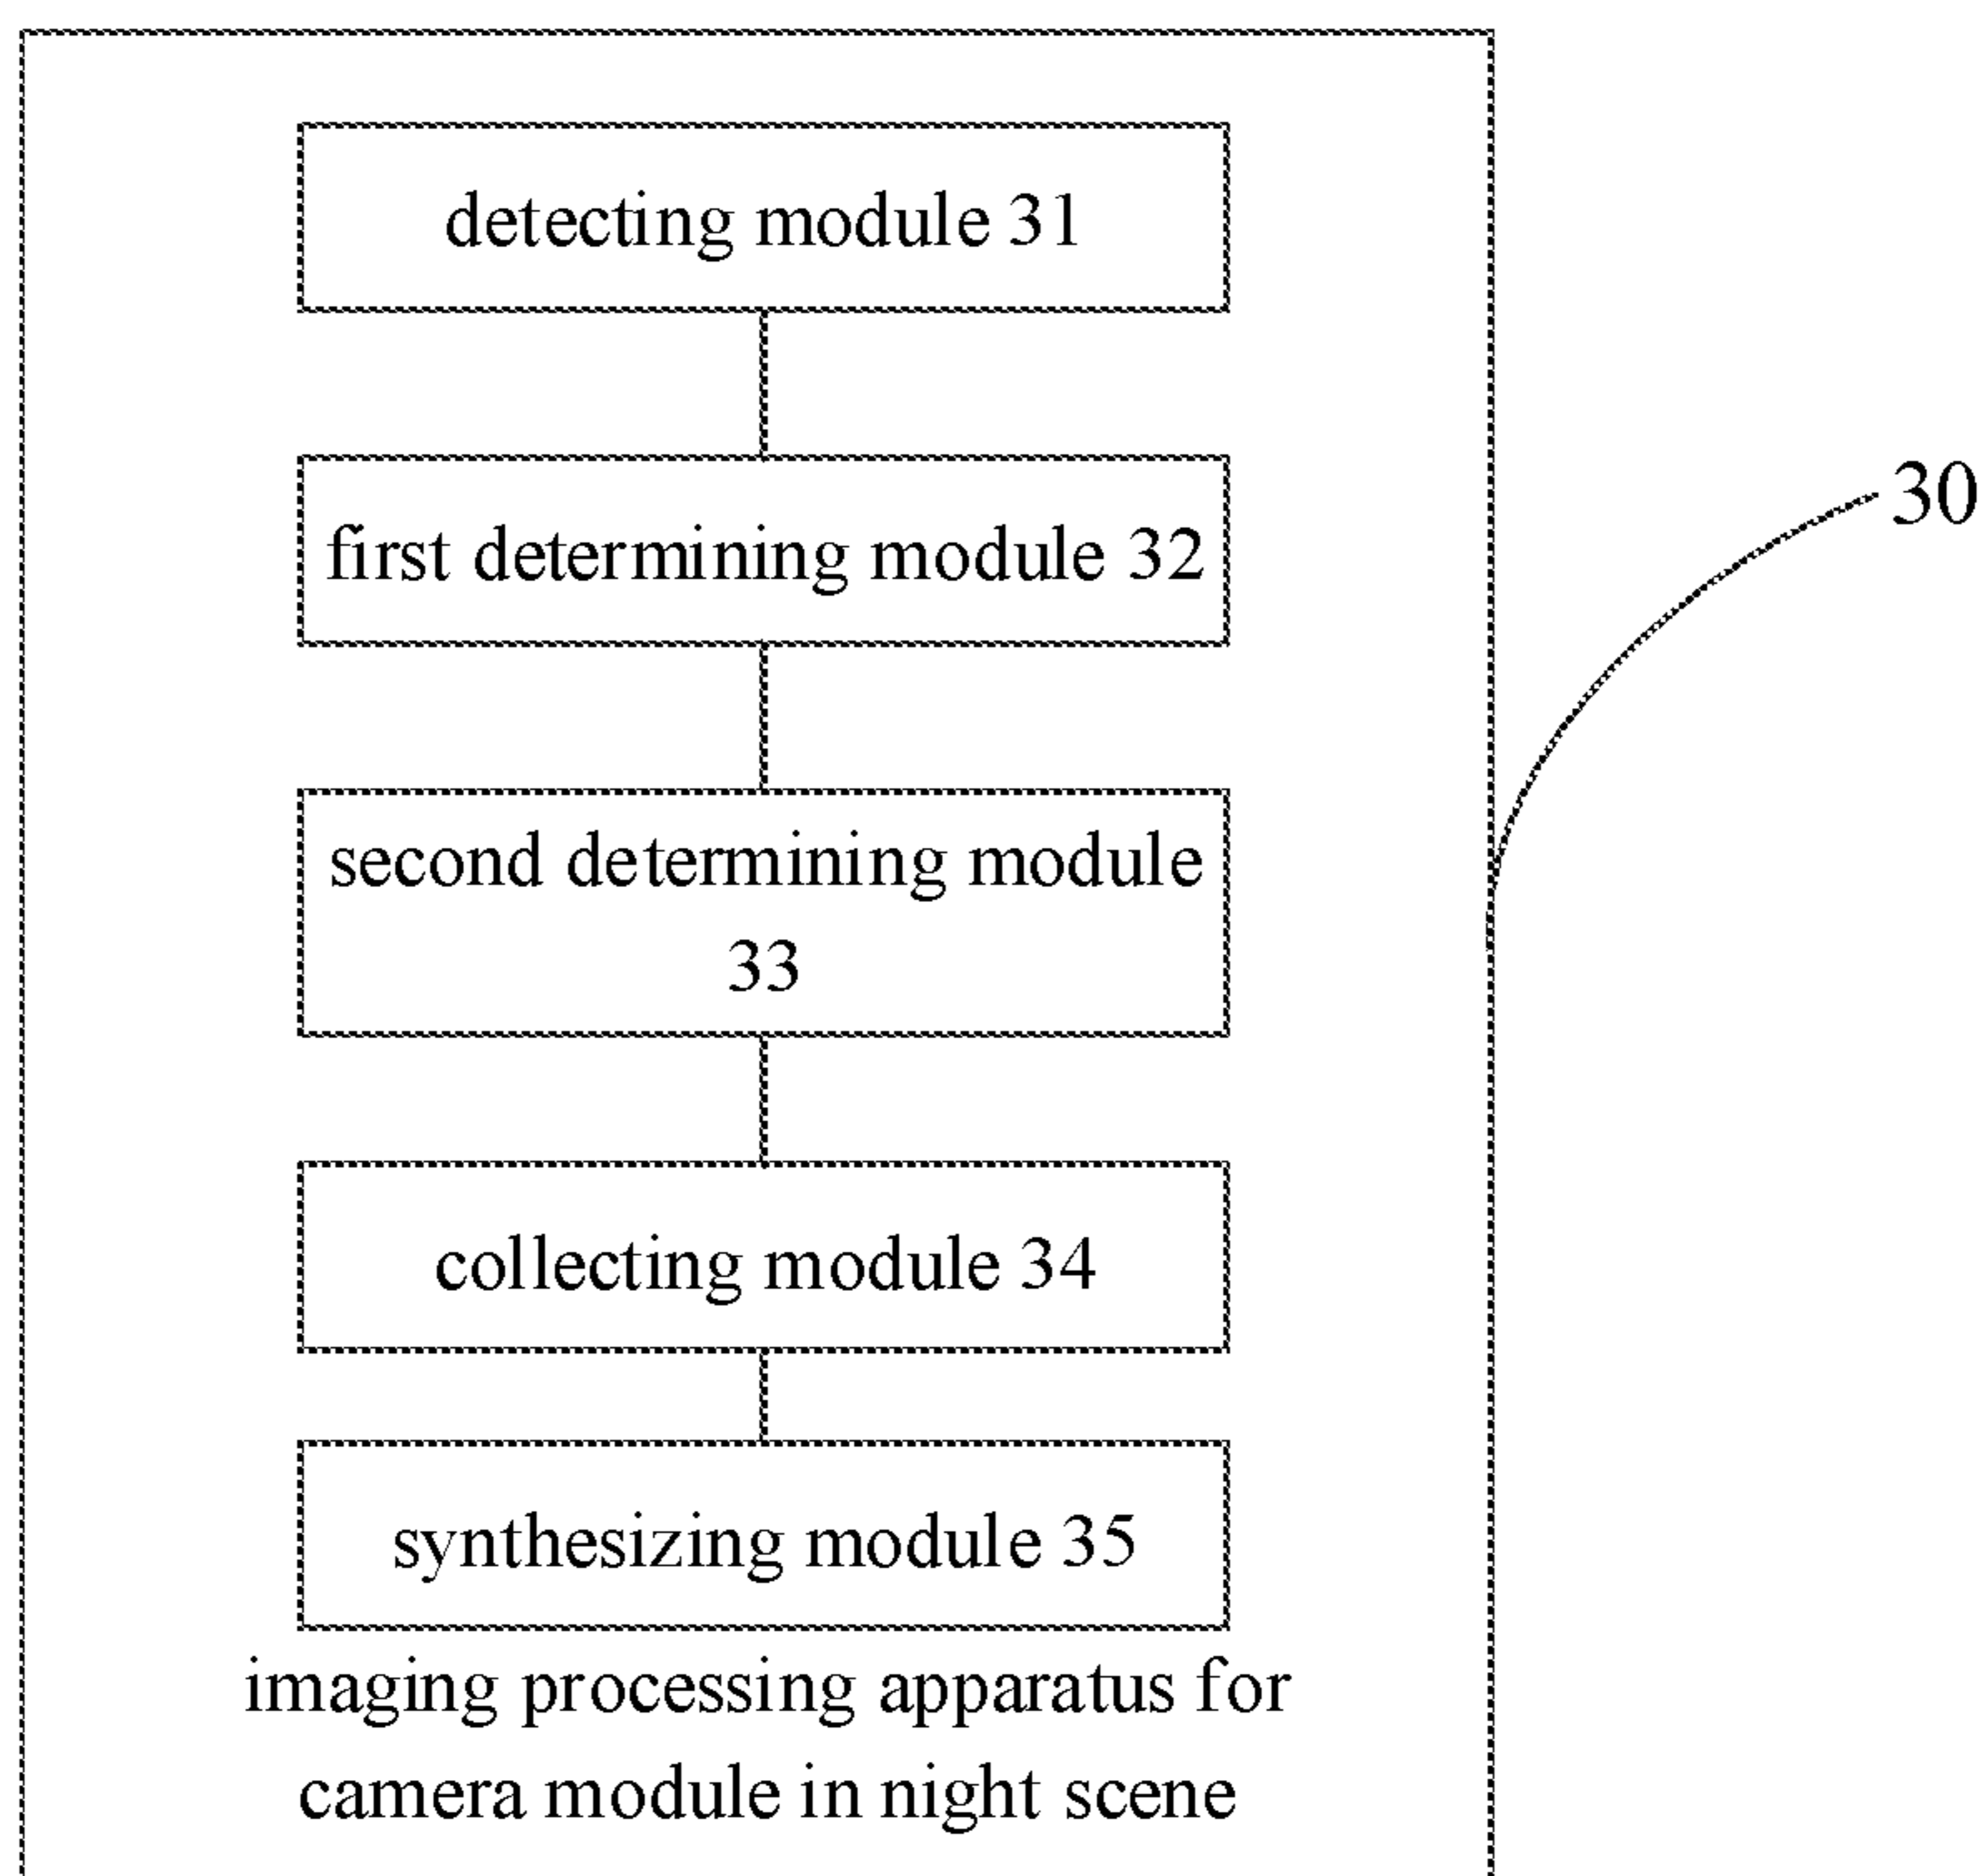 detecting module 31
first determining module 32
30
second determining module
33
collecting module 34
synthesizing module 35
imaging processing apparatus for
camera module in night scene